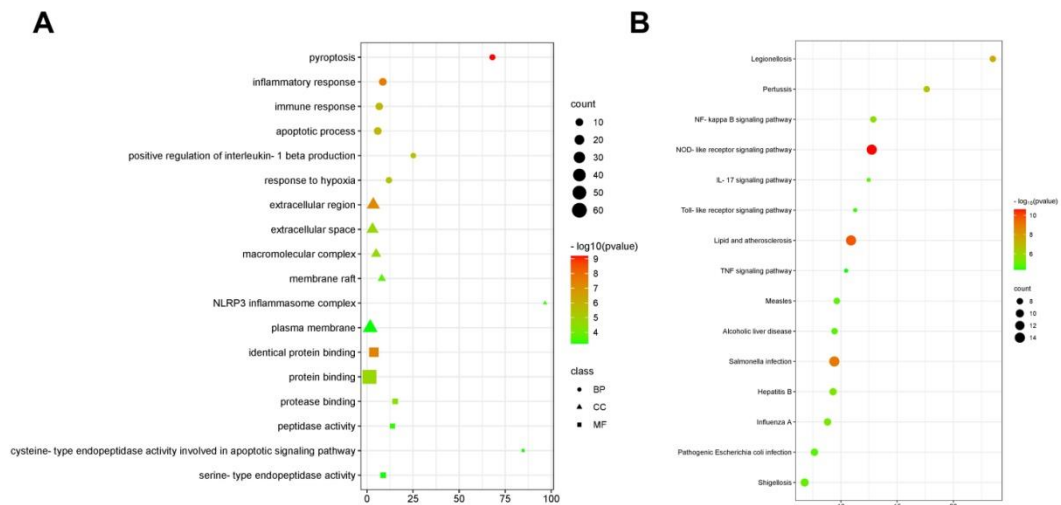 A
pyroptosis
inflammatory response
immune response
apoptotic process
positive regulation of interleukin- 1 beta production
response to hypoxia
extracellular region
extracellular space
macromolecular complex
membrane raft
NLRP3 inflammasome complex
plasma membrane
identical protein binding
protein binding
protease binding
peptidase activity
cysteine- type endopeptidase activity involved in apoptotic signaling pathway
serine- type endopeptidase activity
0 25 50 75 100
count
10
20
30
40
50
60
- log10(pvalue)
9
8
7
6
5
4
class
BP
CC
MF
B
Legionellosis
Pertussis
NF- kappa B signaling pathway
NOD- like receptor signaling pathway
IL- 17 signaling pathway
Toll- like receptor signaling pathway
Lipid and atherosclerosis
TNF signaling pathway
Measles
Alcoholic liver disease
Salmonella infection
Hepatitis B
Influenza A
Pathogenic Escherichia coli infection
Shigellosis
- log10(pvalue)
10
8
6
count
8
10
12
14